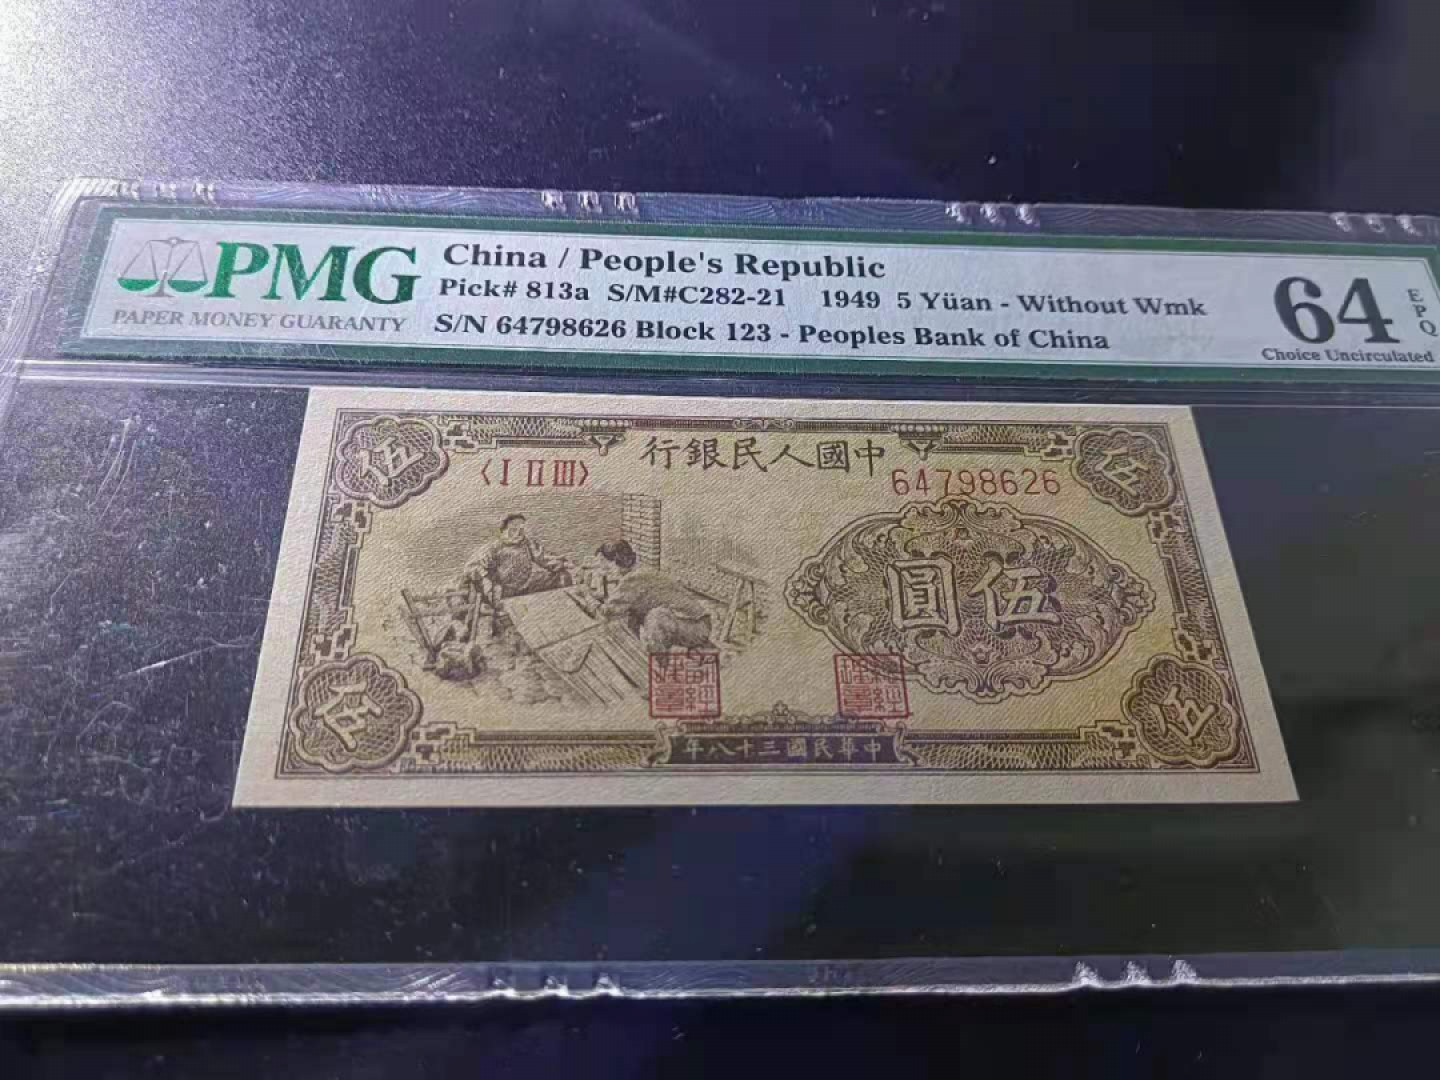 PMG
PAPER MONEY GUARANTY
China / People's Republic
Pick# 813a S/M#C282-21 1949 5 Yüan - Without Wmk
S/N 64798626 Block 123 - Peoples Bank of China
64
EPQ
Choice Uncirculated
行銀民人國中
〈I II III〉
64798626
伍
伍
圓伍
伍
伍
年八十三國民華中